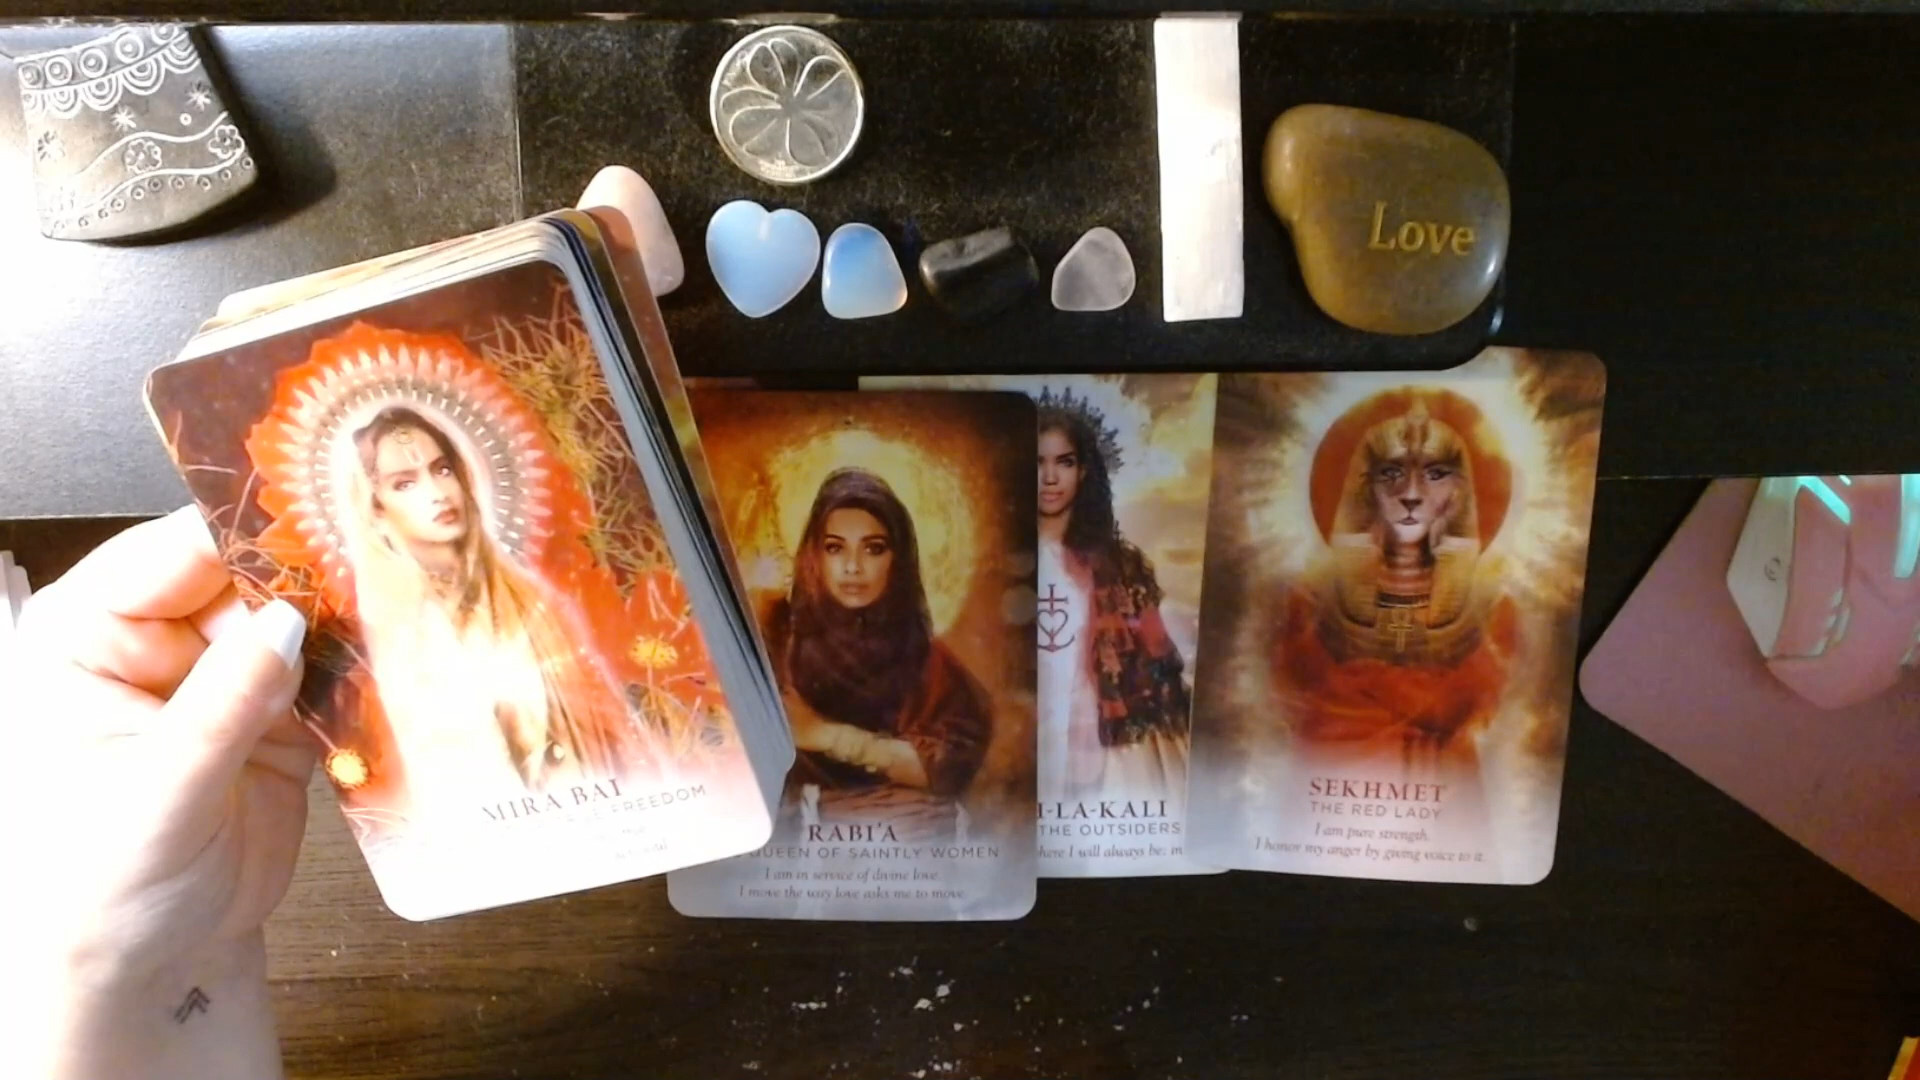 Love
MIRA BAI
TRUE FREEDOM
RABI'A
QUEEN OF SAINTLY WOMEN
I am in service of divine love.
I move the way love asks me to move.
I-LA-KALI
THE OUTSIDERS
here I will always be: in
SEKHMET
THE RED LADY
I am pure strength.
I honor my anger by giving voice to it.